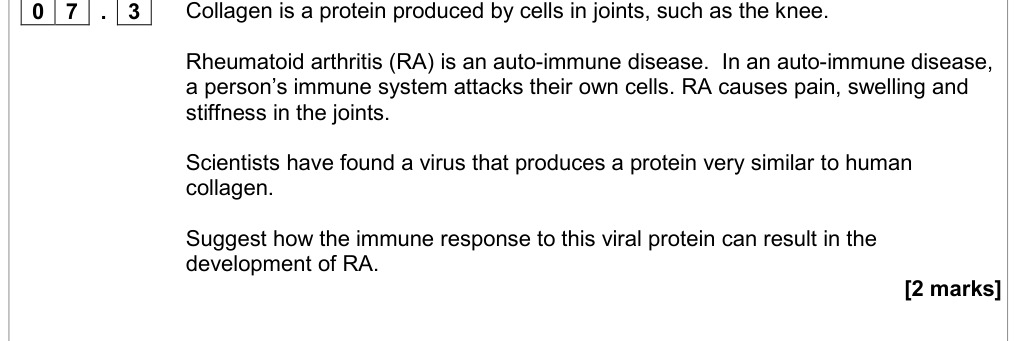 0 7 . 3 Collagen is a protein produced by cells in joints, such as the knee.
Rheumatoid arthritis (RA) is an auto-immune disease. In an auto-immune disease,
a person's immune system attacks their own cells. RA causes pain, swelling and
stiffness in the joints.
Scientists have found a virus that produces a protein very similar to human
collagen.
Suggest how the immune response to this viral protein can result in the
development of RA.
[2 marks]